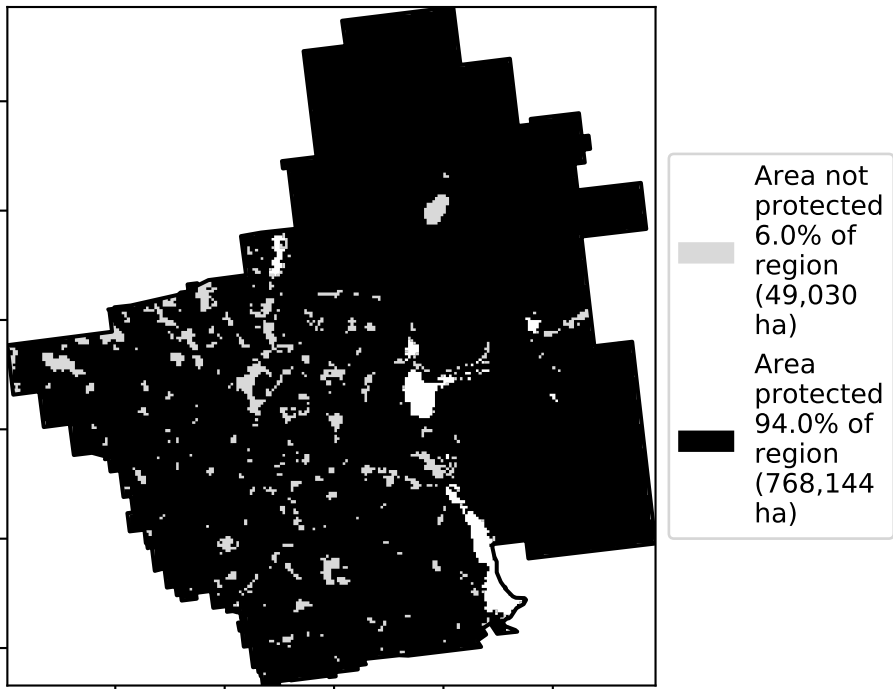 Area not
protected
6.0% of
region
(49,030
ha)
Area
protected
94.0% of
region
(768,144
ha)